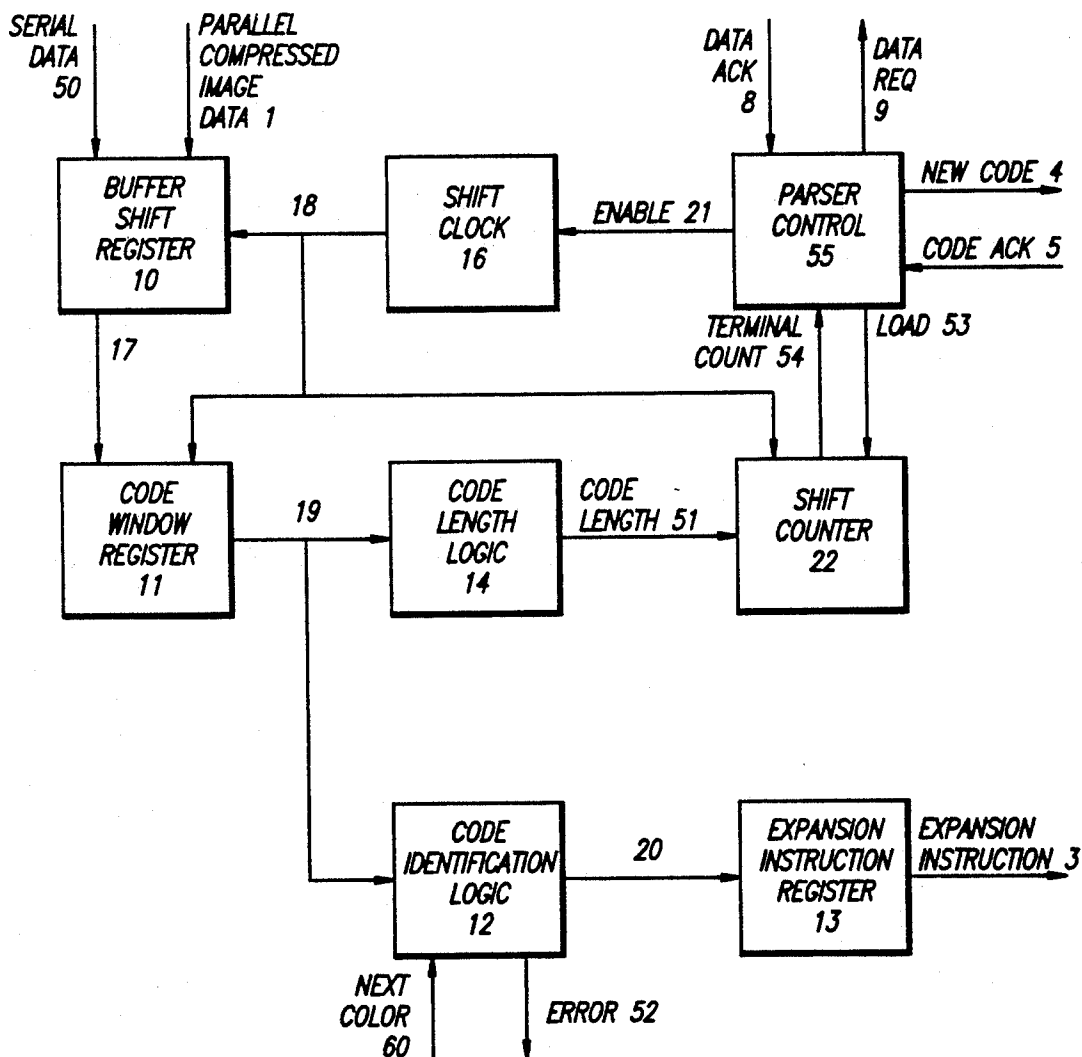 SERIAL
DATA
50
PARALLEL
COMPRESSED
IMAGE
DATA 1
DATA
ACK
8
DATA
REQ
9
BUFFER
SHIFT
REGISTER
10
18
SHIFT
CLOCK
16
ENABLE 21
PARSER
CONTROL
55
NEW CODE 4
CODE ACK 5
17
TERMINAL
COUNT 54
LOAD 53
CODE
WINDOW
REGISTER
11
19
CODE
LENGTH
LOGIC
14
CODE
LENGTH 51
SHIFT
COUNTER
22
CODE
IDENTIFICATION
LOGIC
12
20
EXPANSION
INSTRUCTION
REGISTER
13
EXPANSION
INSTRUCTION 3
NEXT
COLOR
60
ERROR 52